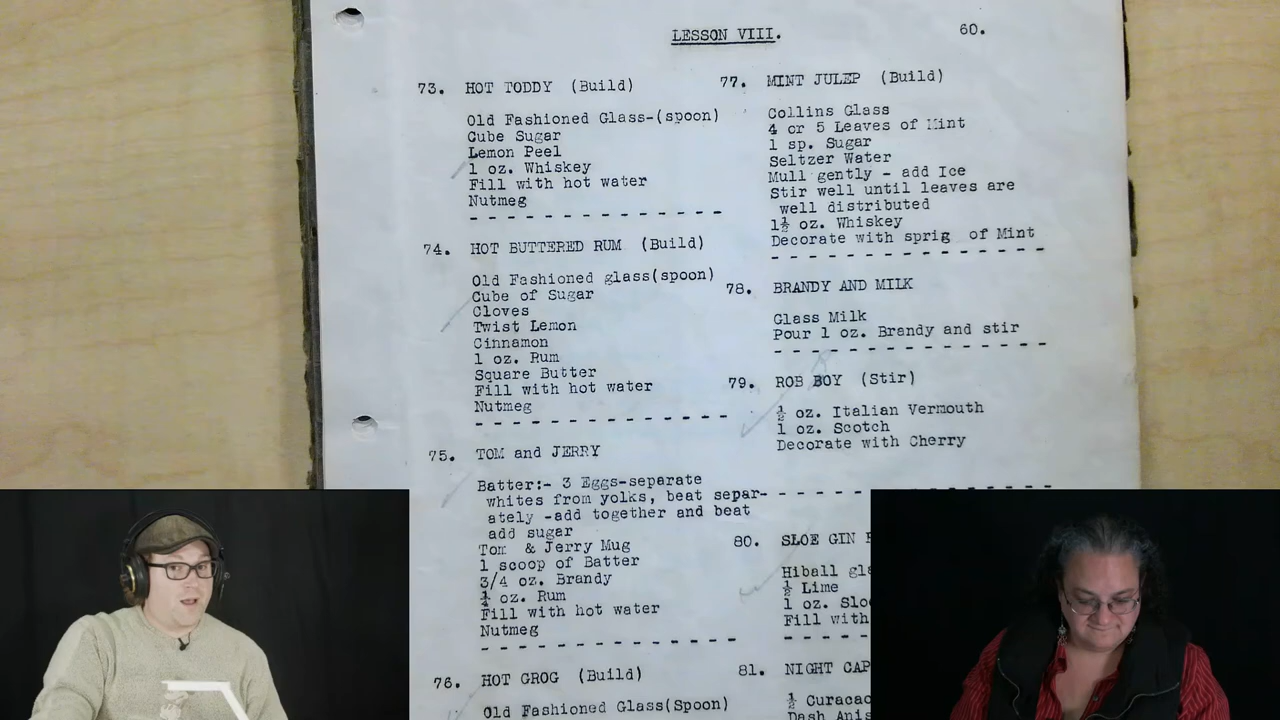 LESSON VIII.
60.
73. HOT TODDY (Build)
Old Fashioned Glass-(spoon)
Cube Sugar
Lemon Peel
1 oz. Whiskey
Fill with hot water
Nutmeg
74. HOT BUTTERED RUM (Build)
Old Fashioned glass(spoon)
Cube of Sugar
Cloves
Twist Lemon
Cinnamon
1 oz. Rum
Square Butter
Fill with hot water
Nutmeg
75. TOM and JERRY
Batter:- 3 Eggs-separate
whites from yolks, beat separ-
ately -add together and beat
add sugar
Tom & Jerry Mug
1 scoop of Batter
3/4 oz. Brandy
¼ oz. Rum
Fill with hot water
Nutmeg
76. HOT GROG (Build)
Old Fashioned Glass(Spoon)
77. MINT JULEP (Build)
Collins Glass
4 or 5 Leaves of Mint
1 sp. Sugar
Seltzer Water
Mull gently - add Ice
Stir well until leaves are
well distributed
1½ oz. Whiskey
Decorate with sprig of Mint
78. BRANDY AND MILK
Glass Milk
Pour 1 oz. Brandy and stir
79. ROB BOY (Stir)
½ oz. Italian Vermouth
1 oz. Scotch
Decorate with Cherry
80. SLOE GIN
Hiball
½ Lime
1 oz.
Fill with
81. NIGHT CAP
½
Dash